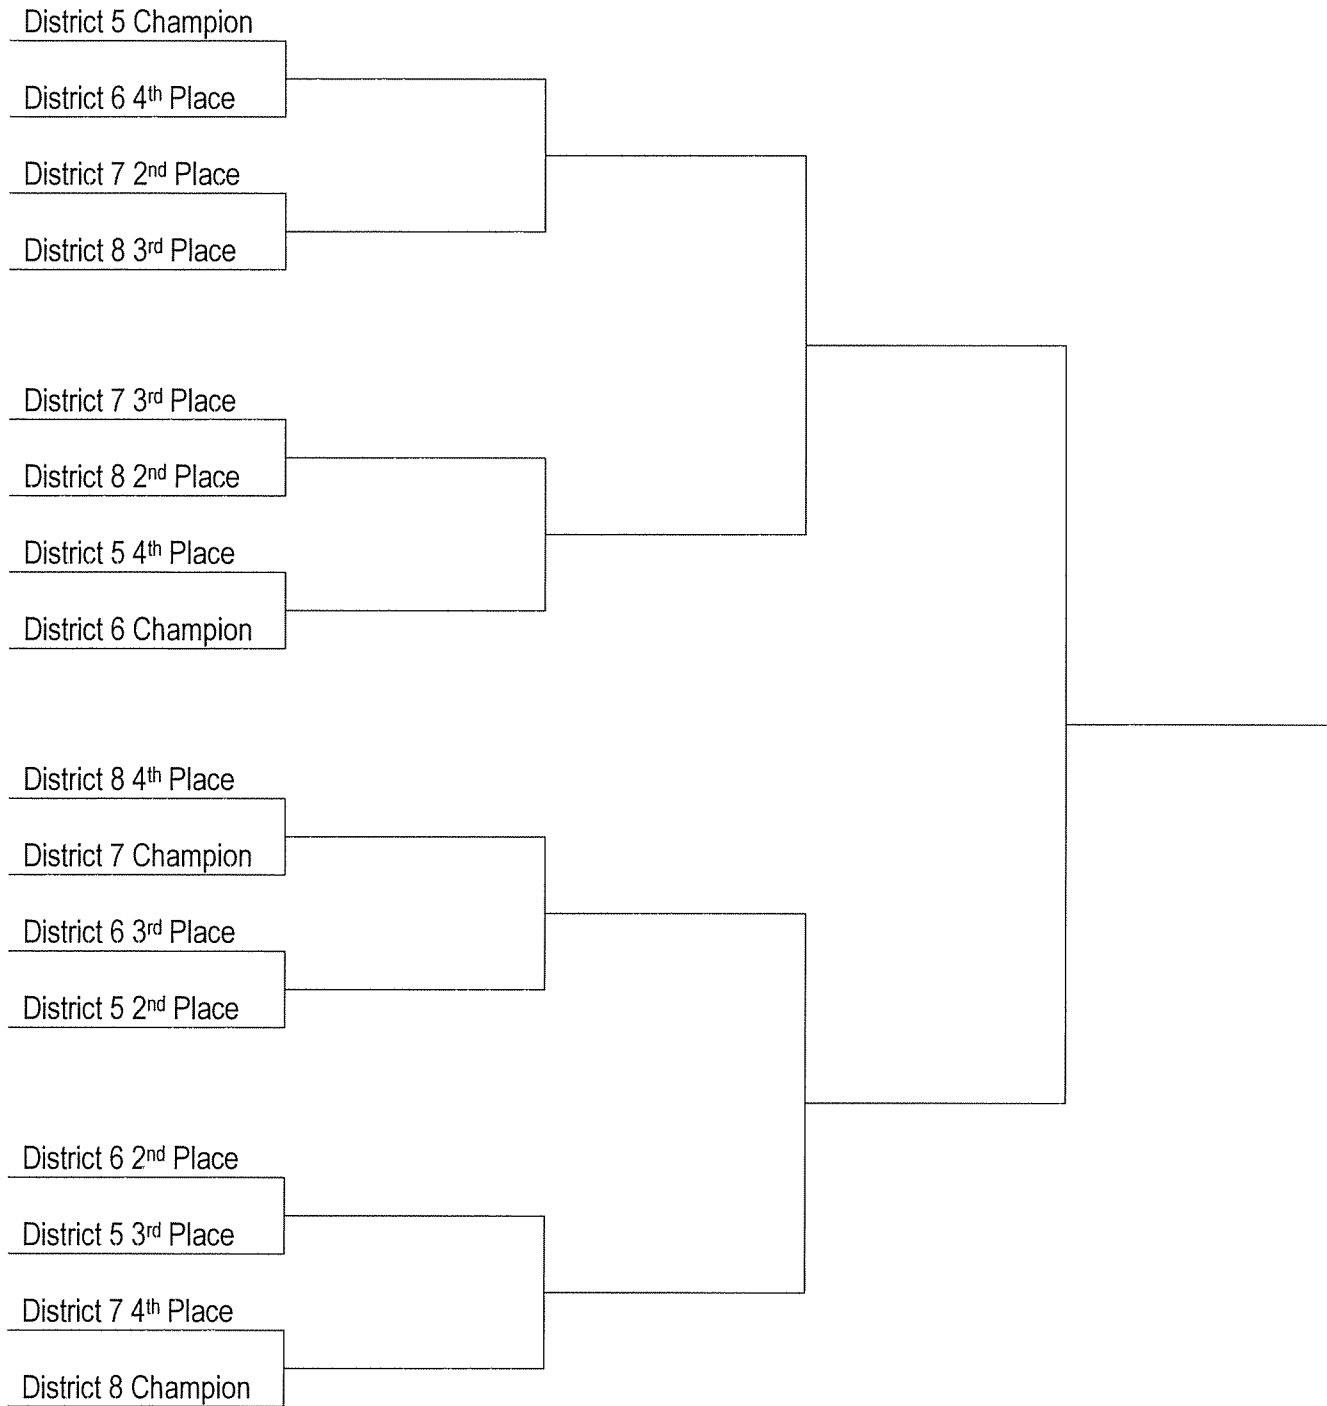 District 5 Champion
District 6 4th Place
District 7 2nd Place
District 8 3rd Place
District 7 3rd Place
District 8 2nd Place
District 5 4th Place
District 6 Champion
District 8 4th Place
District 7 Champion
District 6 3rd Place
District 5 2nd Place
District 6 2nd Place
District 5 3rd Place
District 7 4th Place
District 8 Champion